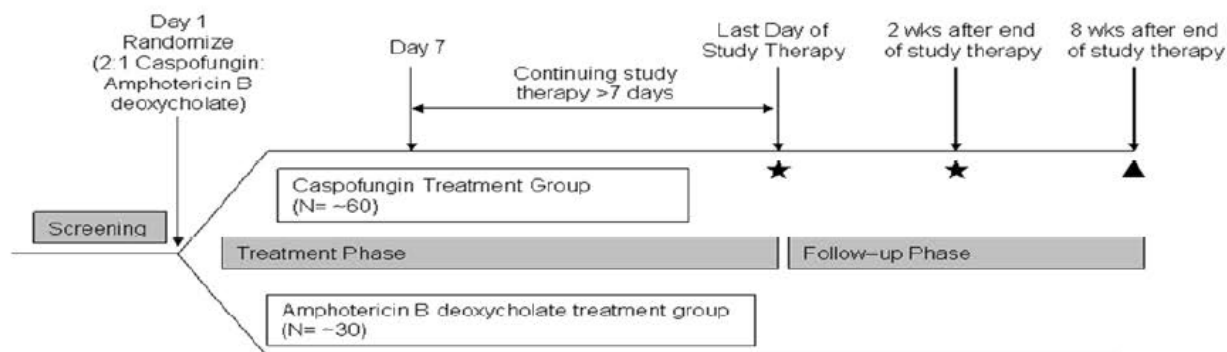 Day 1
Randomize
(2:1 Caspofungin:
Amphotericin B
deoxycholate)
Day 7
Continuing study
therapy >7 days
Last Day of
Study Therapy
2 wks after end
of study therapy
8 wks after end
of study therapy
Caspofungin Treatment Group
(N= ~60)
Screening
Treatment Phase
Follow-up Phase
Amphotericin B deoxycholate treatment group
(N= ~30)